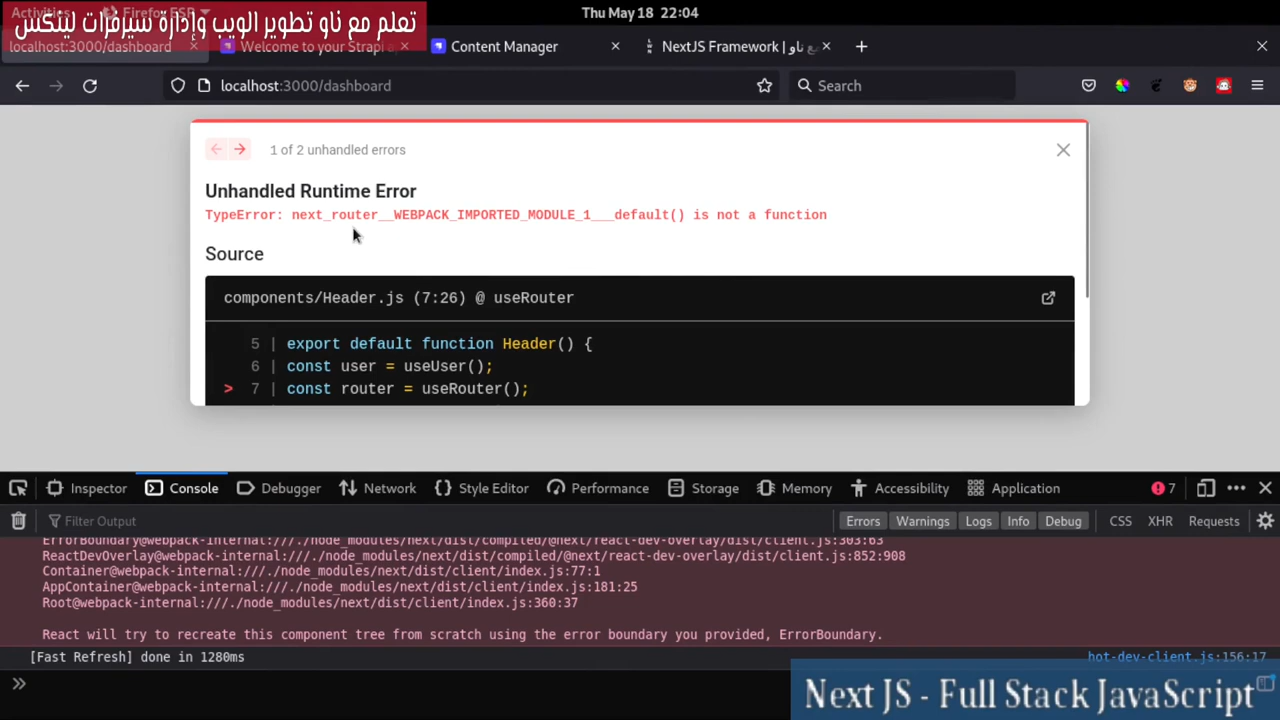 Activities
Firefox ESR
Thu May 18 22:04
تعلم مع ناو تطوير الويب وإدارة سيرفرات لينكس
localhost:3000/dashboard
Welcome to your Strapi a
Content Manager
NextJS Framework | ع ناو
localhost:3000/dashboard
Search
1 of 2 unhandled errors
Unhandled Runtime Error
TypeError: next_router__WEBPACK_IMPORTED_MODULE_1___default() is not a function
Source
components/Header.js (7:26) @ useRouter
5 | export default function Header() {
6 | const user = useUser();
> 7 | const router = useRouter();
Inspector
Console
Debugger
Network
Style Editor
Performance
Storage
Memory
Accessibility
Application
7
Filter Output
Errors
Warnings
Logs
Info
Debug
CSS
XHR
Requests
ErrorBoundary@webpack-internal:///./node_modules/next/dist/compiled/@next/react-dev-overlay/dist/client.js:303:63
ReactDevOverlay@webpack-internal:///./node_modules/next/dist/compiled/@next/react-dev-overlay/dist/client.js:852:908
Container@webpack-internal:///./node_modules/next/dist/client/index.js:77:1
AppContainer@webpack-internal:///./node_modules/next/dist/client/index.js:181:25
Root@webpack-internal:///./node_modules/next/dist/client/index.js:360:37
React will try to recreate this component tree from scratch using the error boundary you provided, ErrorBoundary.
[Fast Refresh] done in 1280ms
hot-dev-client.js:156:17
Next JS - Full Stack JavaScript